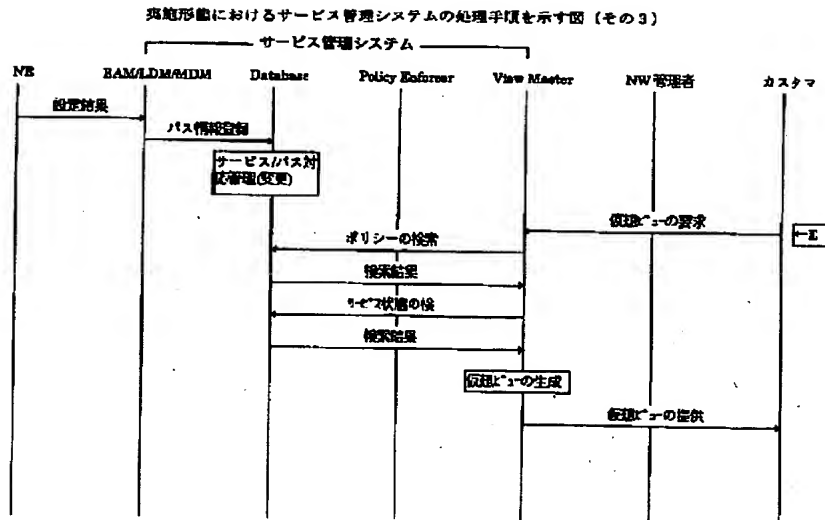 実施形態におけるサービス管理システムの処理手順を示す図（その３）
サービス管理システム
NE EAM/LDM/MDM Database Policy Enforcer View Master NW管理者 カスタマ
設定結果
パス情報登録
サービス/パス対
応管理(変更)
仮想ビューの要求
E
ポリシーの検索
検索結果
サービス状態の検
検索結果
仮想ビューの生成
仮想ビューの提供